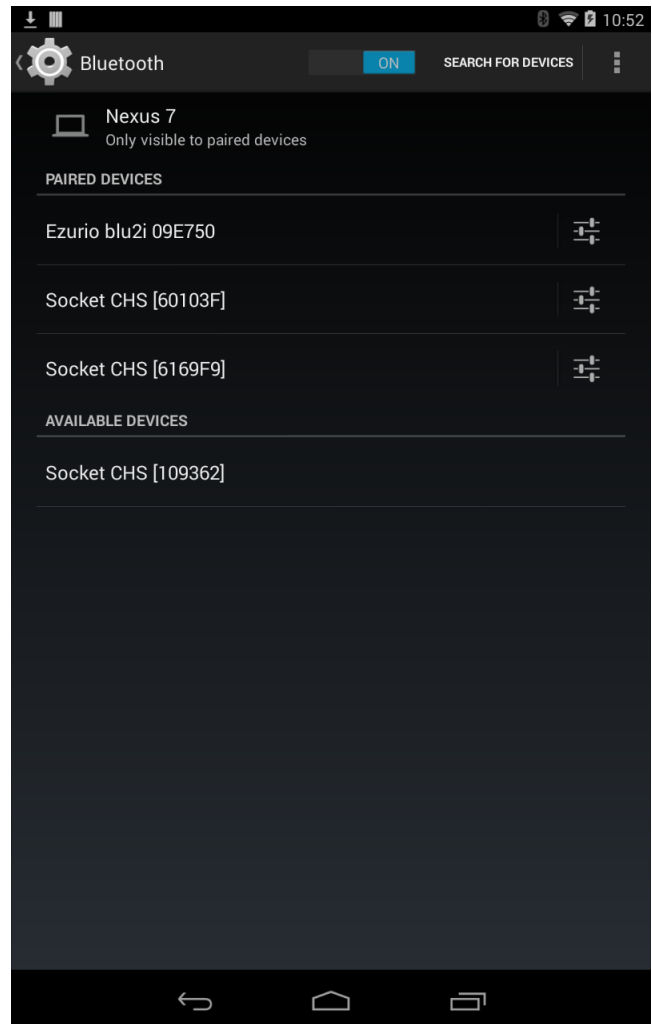 10:52
Bluetooth
ON
SEARCH FOR DEVICES
Nexus 7
Only visible to paired devices
PAIRED DEVICES
Ezurio blu2i 09E750
Socket CHS [60103F]
Socket CHS [6169F9]
AVAILABLE DEVICES
Socket CHS [109362]